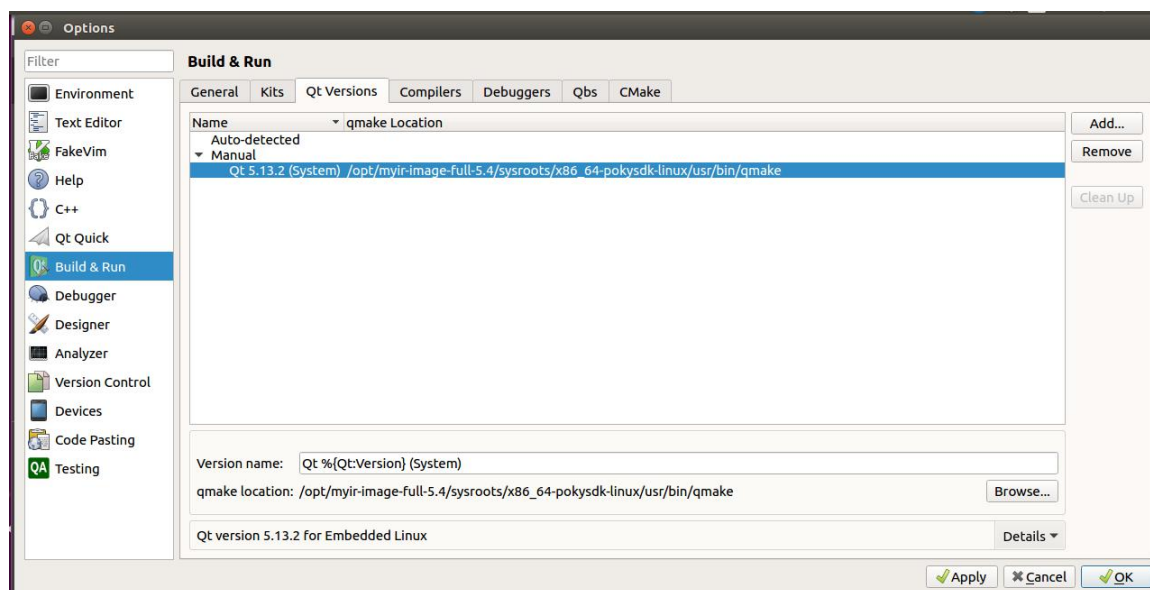 Options
Filter
Environment
Text Editor
FakeVim
Help
C++
Qt Quick
Build & Run
Debugger
Designer
Analyzer
Version Control
Devices
Code Pasting
QA Testing
Build & Run
General Kits Qt Versions Compilers Debuggers Qbs CMake
Name qmake Location
Auto-detected
Manual
Qt 5.13.2 (System) /opt/myir-image-full-5.4/sysroots/x86_64-pokysdk-linux/usr/bin/qmake
Add...
Remove
Clean Up
Version name: Qt %{Qt:Version} (System)
qmake location: /opt/myir-image-full-5.4/sysroots/x86_64-pokysdk-linux/usr/bin/qmake Browse...
Qt version 5.13.2 for Embedded Linux Details
Apply Cancel OK